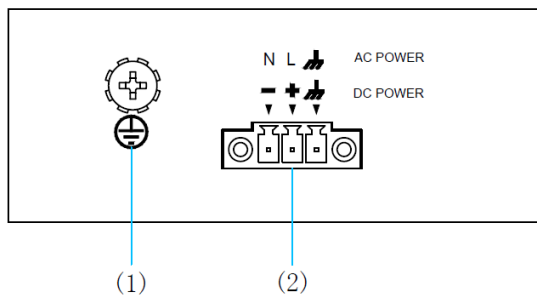 N L AC POWER
− + DC POWER
(1) (2)